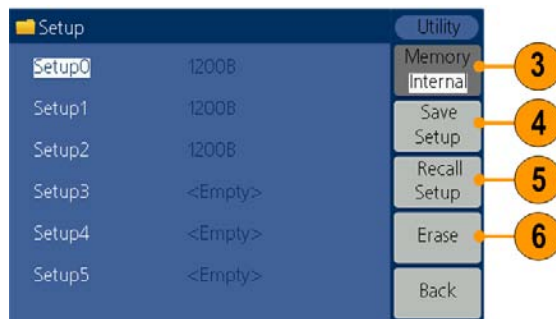 Setup
Utility
Setup0 1200B
Setup1 1200B
Setup2 1200B
Setup3 <Empty>
Setup4 <Empty>
Setup5 <Empty>
Memory
Internal
Save
Setup
Recall
Setup
Erase
Back
3
4
5
6